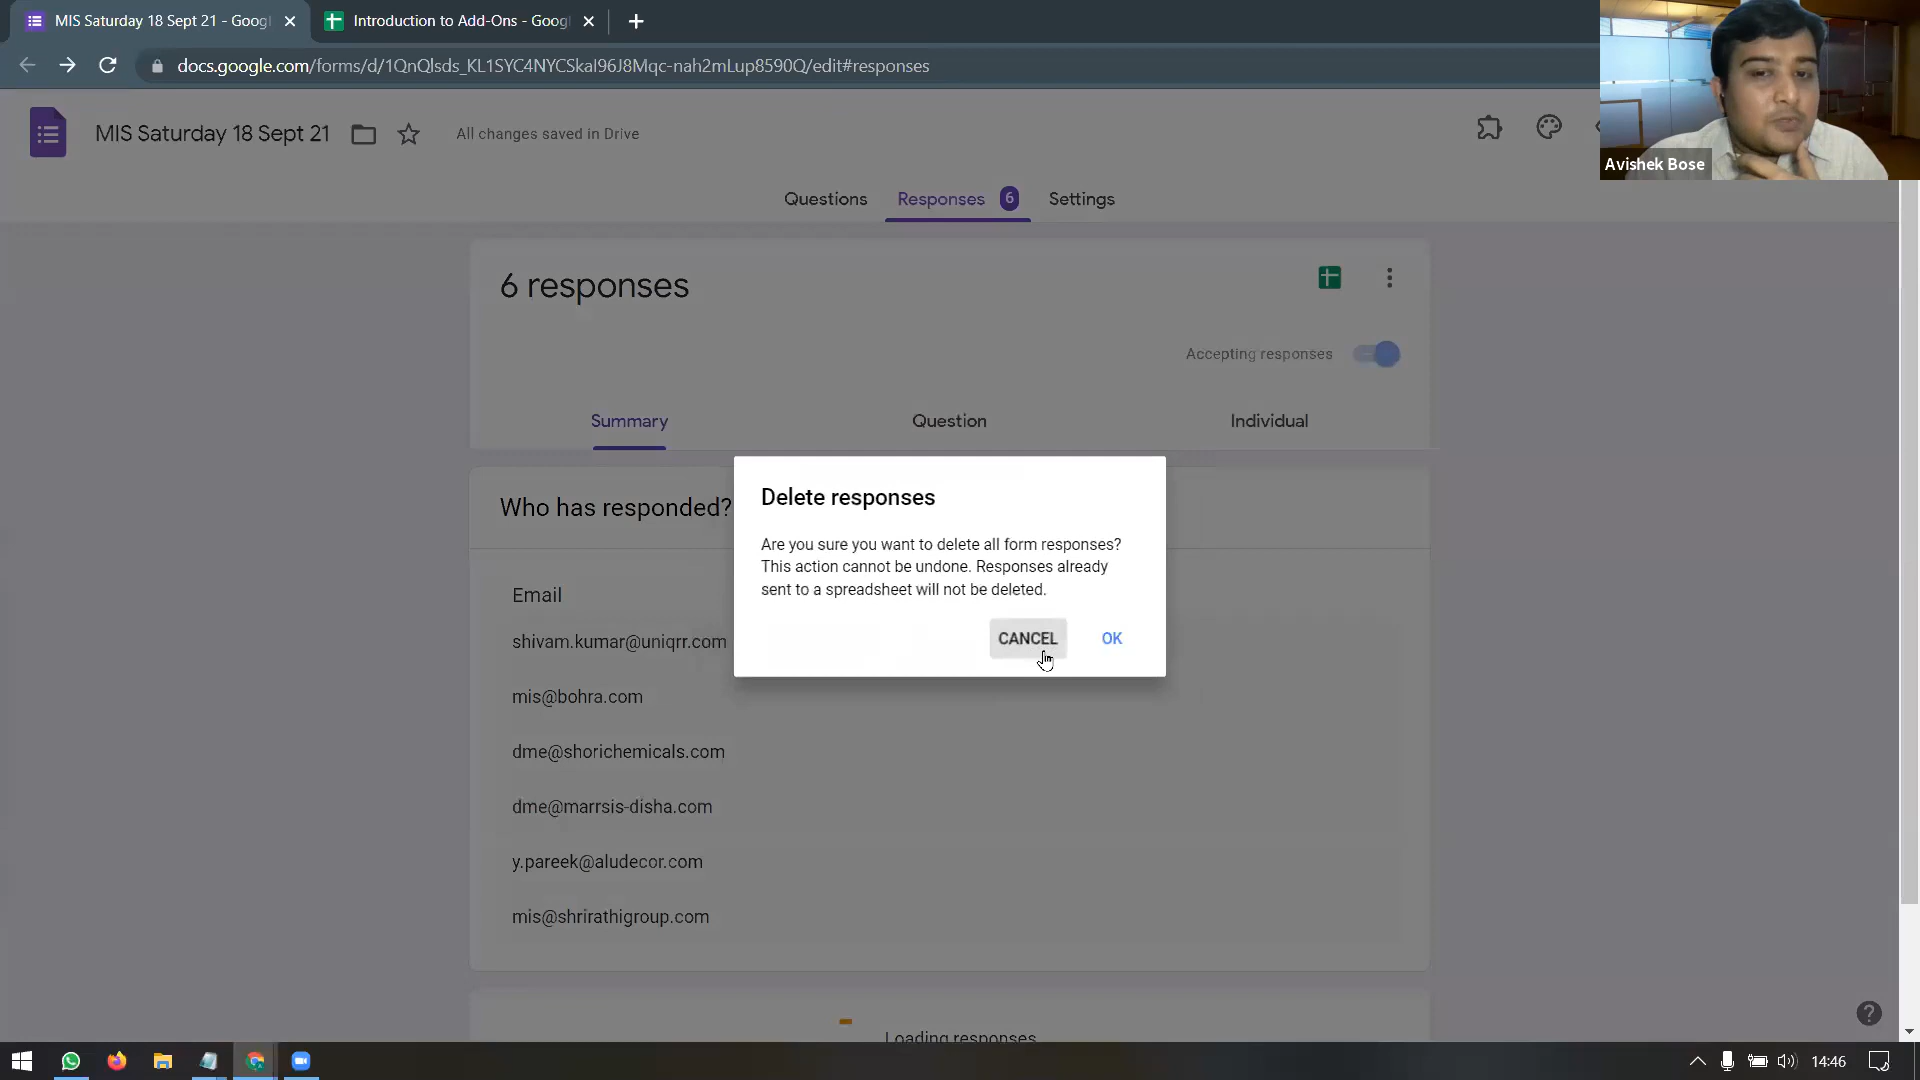 MIS Saturday 18 Sept 21 - Googl
Introduction to Add-Ons - Googl
docs.google.com/forms/d/1QnQlsds_KL1SYC4NYCSkaI96J8Mqc-nah2mLup8590Q/edit#responses
MIS Saturday 18 Sept 21
All changes saved in Drive
Avishek Bose
Questions
Responses 6
Settings
6 responses
Accepting responses
Summary
Question
Individual
Who has responded?
Delete responses
Are you sure you want to delete all form responses?
This action cannot be undone. Responses already
sent to a spreadsheet will not be deleted.
CANCEL
OK
Email
shivam.kumar@uniqrr.com
mis@bohra.com
dme@shorichemicals.com
dme@marrsis-disha.com
y.pareek@aludecor.com
mis@shrirathigroup.com
Loading responses
14:46